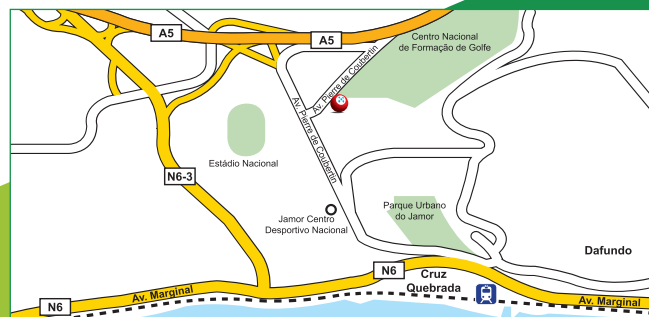 A5
A5
Centro Nacional
de Formação de Golfe
Av. Pierre de Coubertin
Av. Pierre de Coubertin
Estádio Nacional
N6-3
Parque Urbano
do Jamor
Jamor Centro
Desportivo Nacional
Dafundo
N6
Cruz
Quebrada
Av. Marginal
N6
Av. Marginal